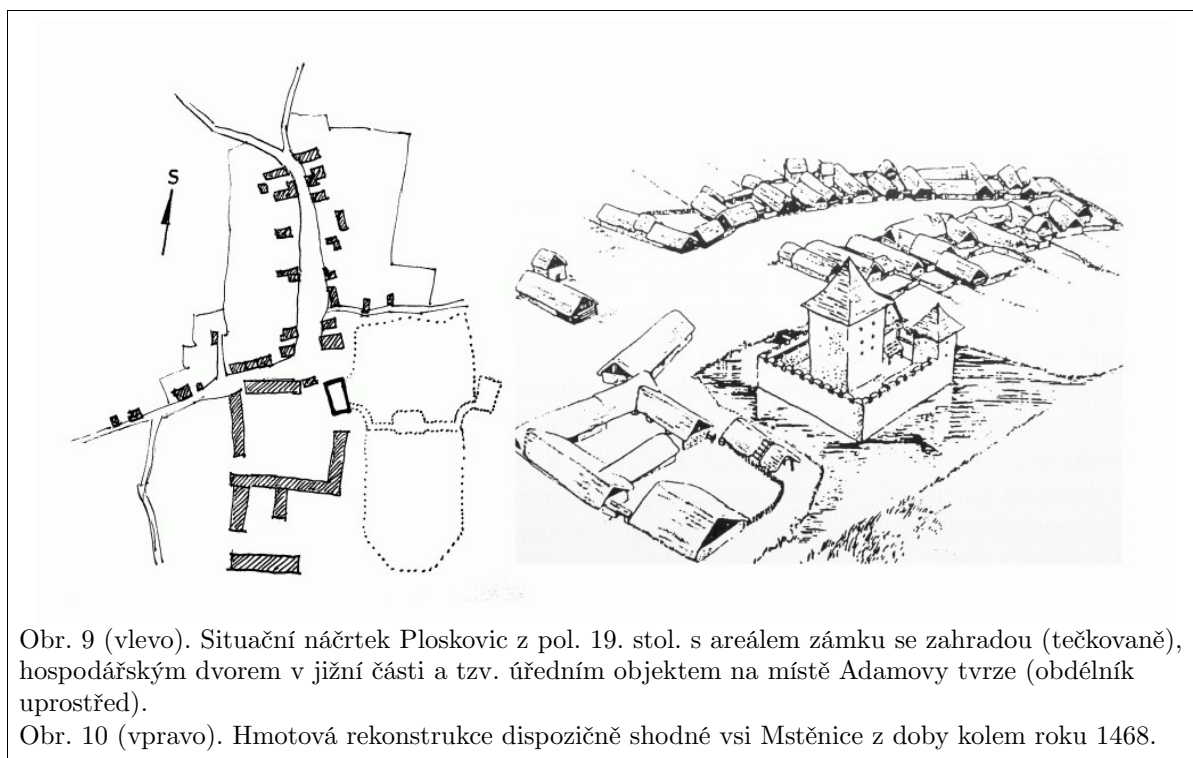 S
Obr. 9 (vlevo). Situační náčrtek Ploskovic z pol. 19. stol. s areálem zámku se zahradou (tečkovaně),
hospodářským dvorem v jižní části a tzv. úředním objektem na místě Adamovy tvrze (obdélník
uprostřed).
Obr. 10 (vpravo). Hmotová rekonstrukce dispozičně shodné vsi Mstěnice z doby kolem roku 1468.